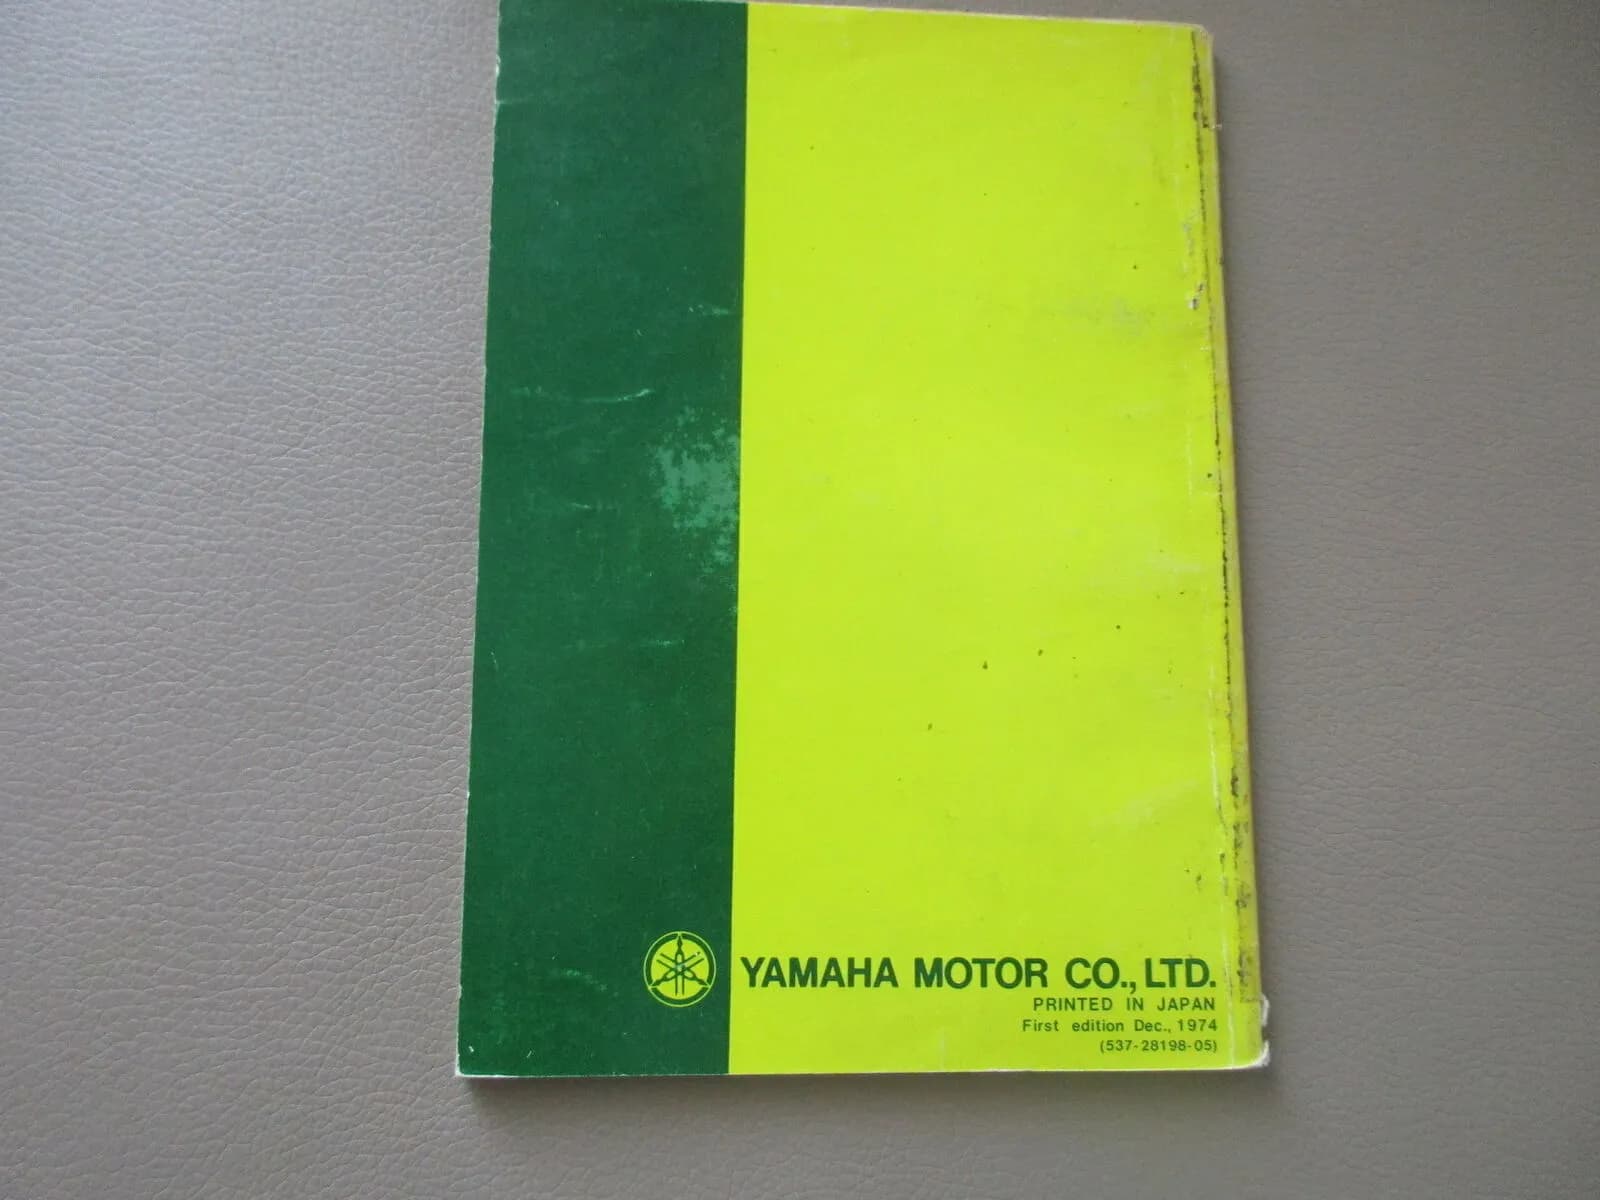 YAMAHA MOTOR CO., LTD.
PRINTED IN JAPAN
First edition Dec., 1974
(537-28198-05)